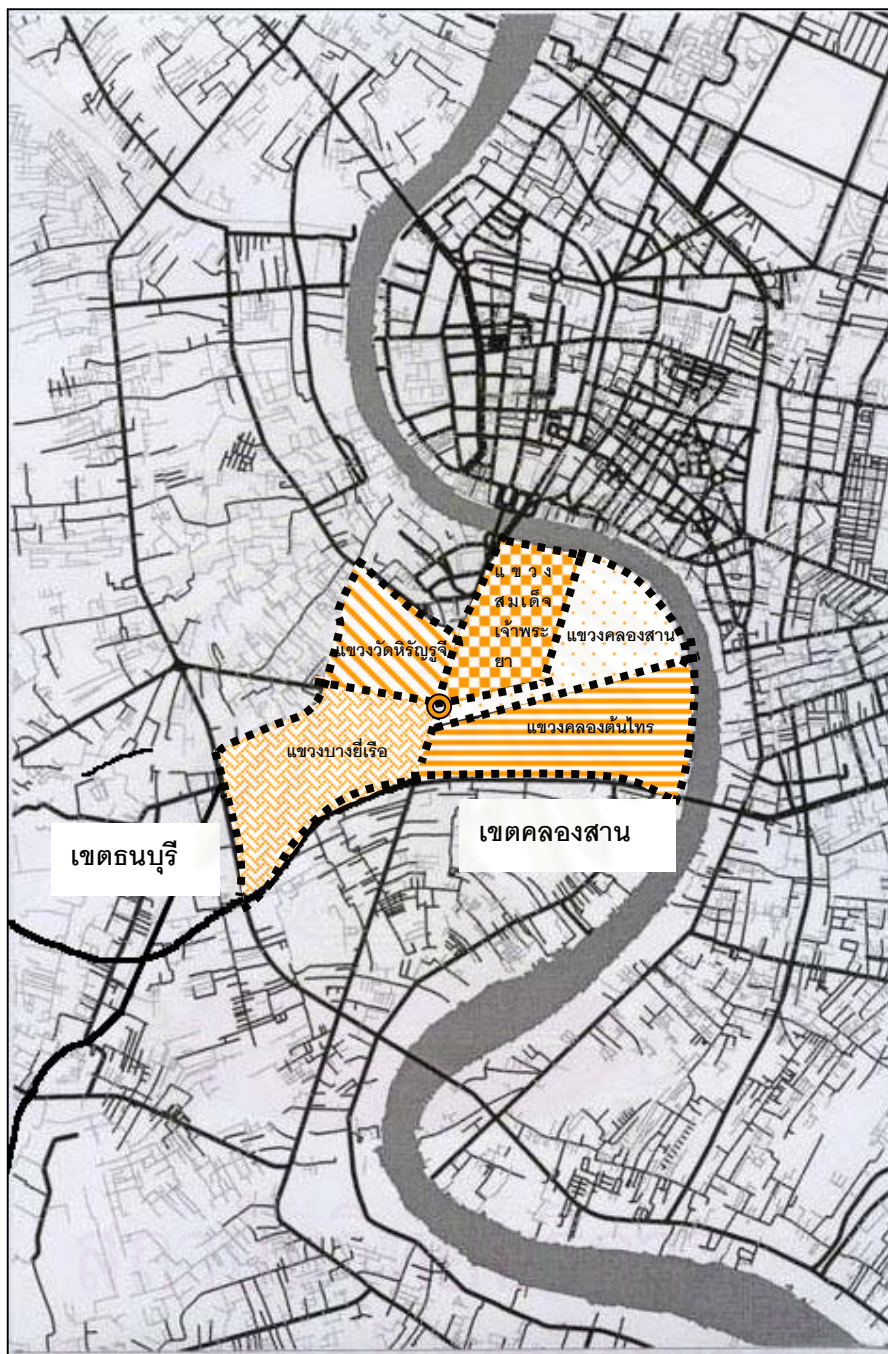 แขวง
สมเด็จ
เจ้าพระ
ยา
แขวงคลองสาน
แขวงวัดหิรัญรูจี
แขวงคลองต้นไทร
แขวงบางยี่เรือ
เขตคลองสาน
เขตธนบุรี